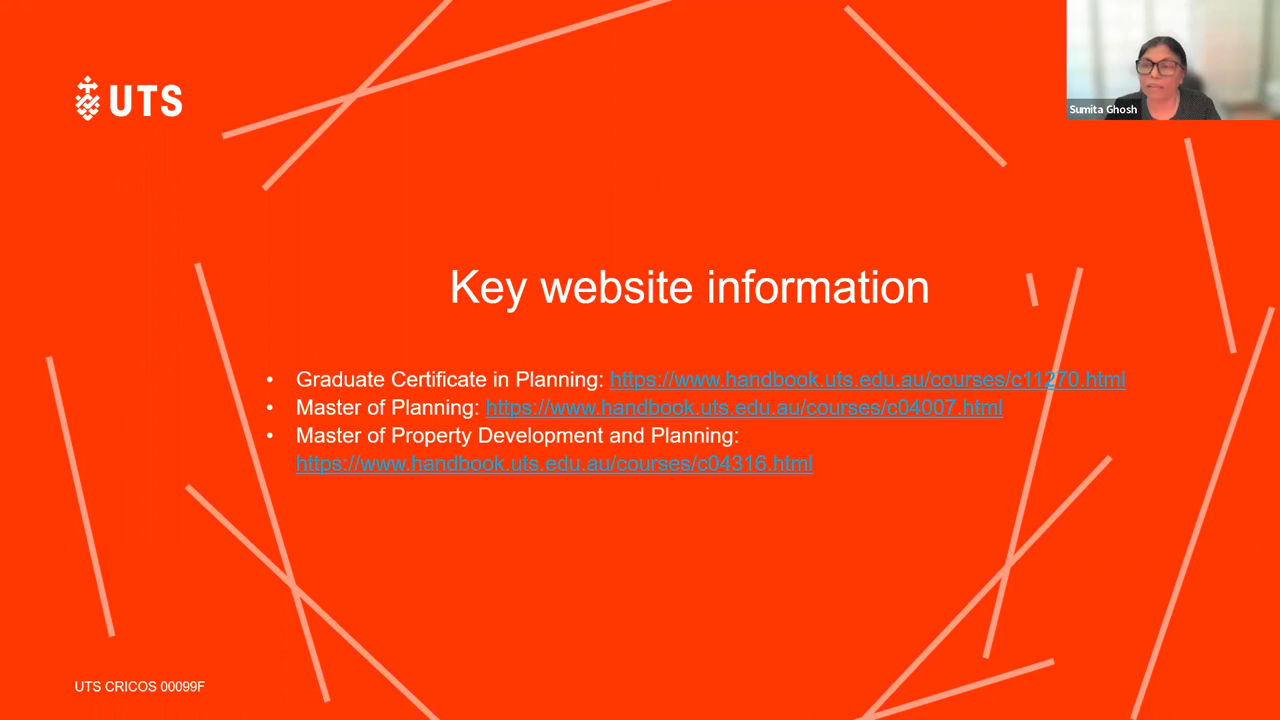 UTS
Sumita Ghosh
Key website information
• Graduate Certificate in Planning: https://www.handbook.uts.edu.au/courses/c11270.html
• Master of Planning: https://www.handbook.uts.edu.au/courses/c04007.html
• Master of Property Development and Planning:
https://www.handbook.uts.edu.au/courses/c04316.html
UTS CRICOS 00099F